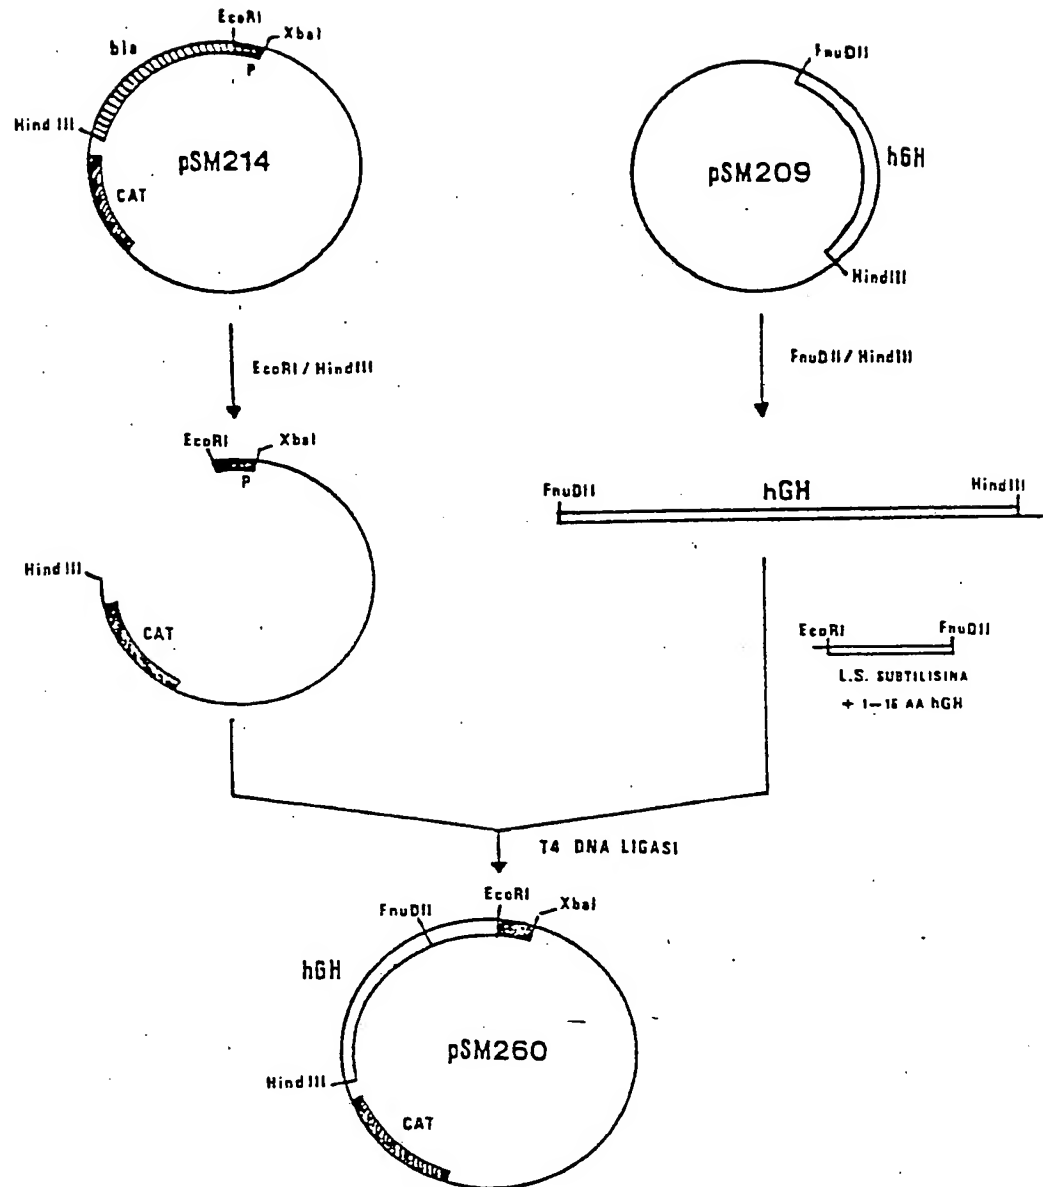 EcoRI
XbaI
bla
P
Hind III
pSM214
CAT
FnuDII
hGH
pSM209
HindIII
EcoRI / HindIII
FnuDII / HindIII
EcoRI
XbaI
P
Hind III
CAT
FnuDII
hGH
HindIII
EcoRI
FnuDII
L.S. SUBTILISINA
+ 1-16 AA hGH
T4 DNA LIGASI
EcoRI
XbaI
FnuDII
hGH
pSM260
Hind III
CAT